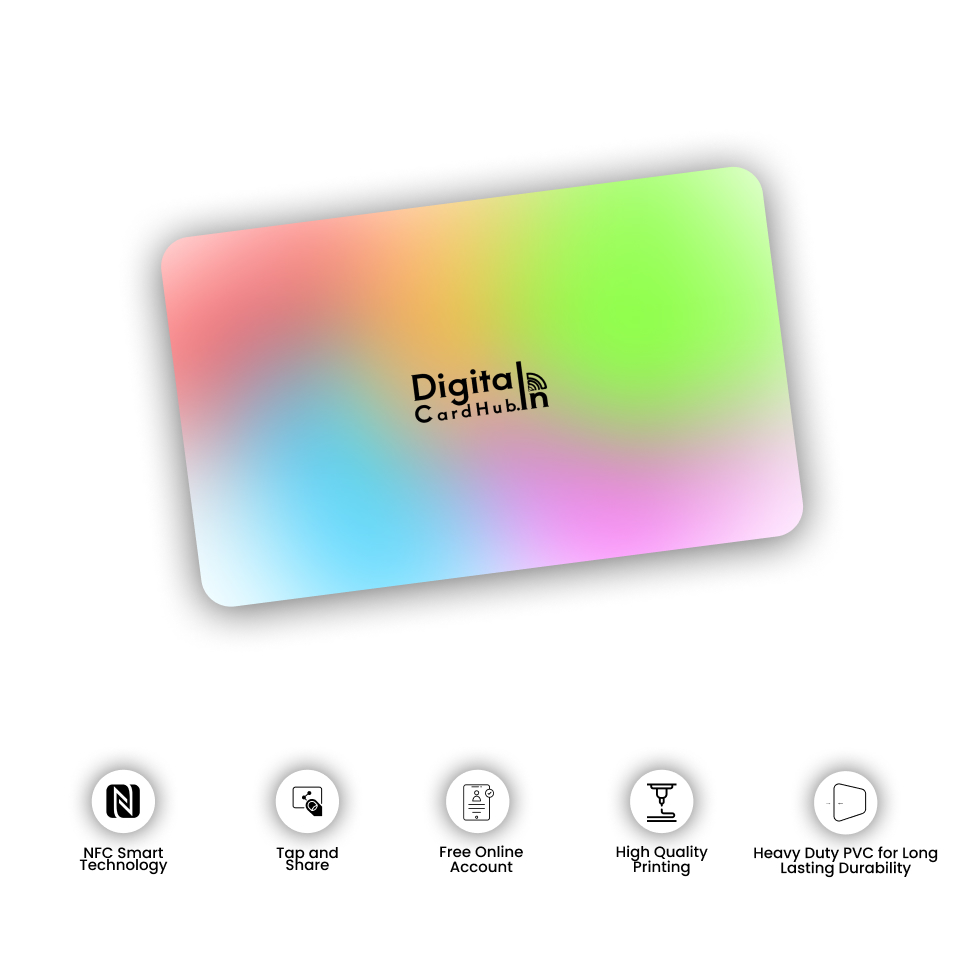 Digital
CardHub.in
NFC Smart
Technology
Tap and
Share
Free Online
Account
High Quality
Printing
Heavy Duty PVC for Long
Lasting Durability